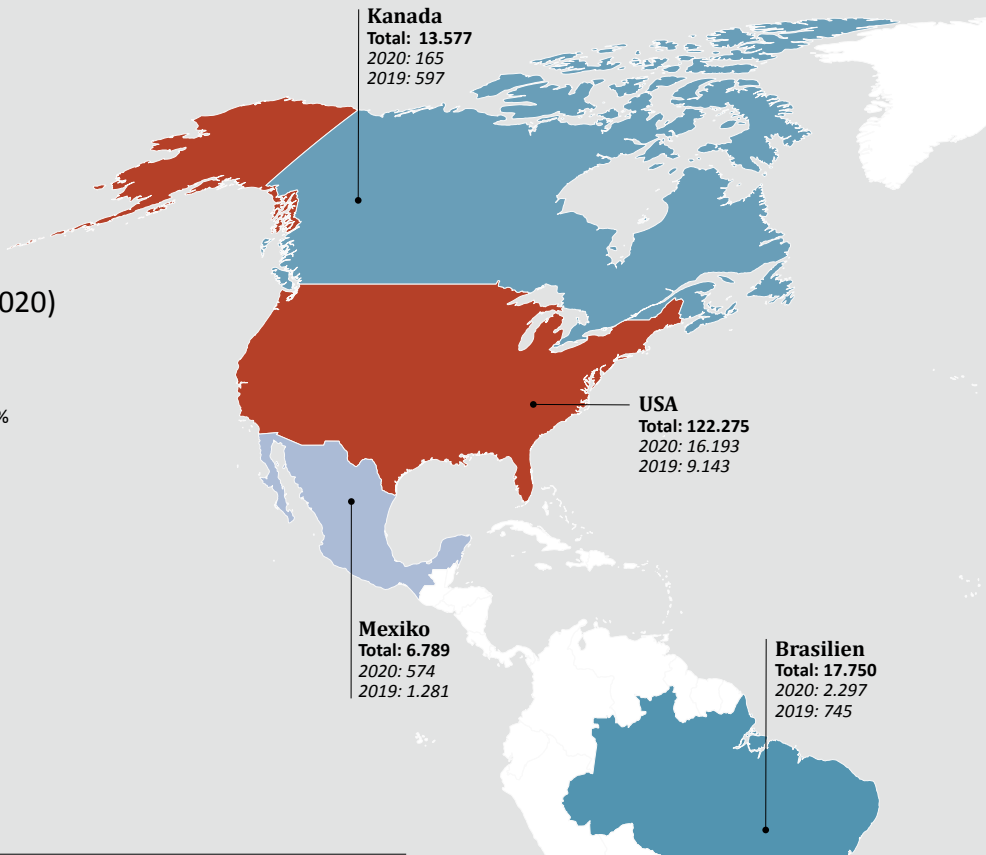 Kanada
Total: 13.577
2020: 165
2019: 597
020)
%
USA
Total: 122.275
2020: 16.193
2019: 9.143
Mexiko
Total: 6.789
2020: 574
2019: 1.281
Brasilien
Total: 17.750
2020: 2.297
2019: 745